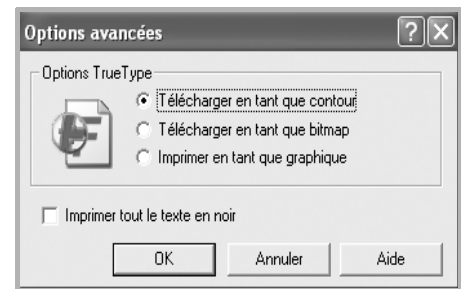 Options avancées
Options TrueType
Télécharger en tant que contour
Télécharger en tant que bitmap
Imprimer en tant que graphique
Imprimer tout le texte en noir
OK Annuler Aide